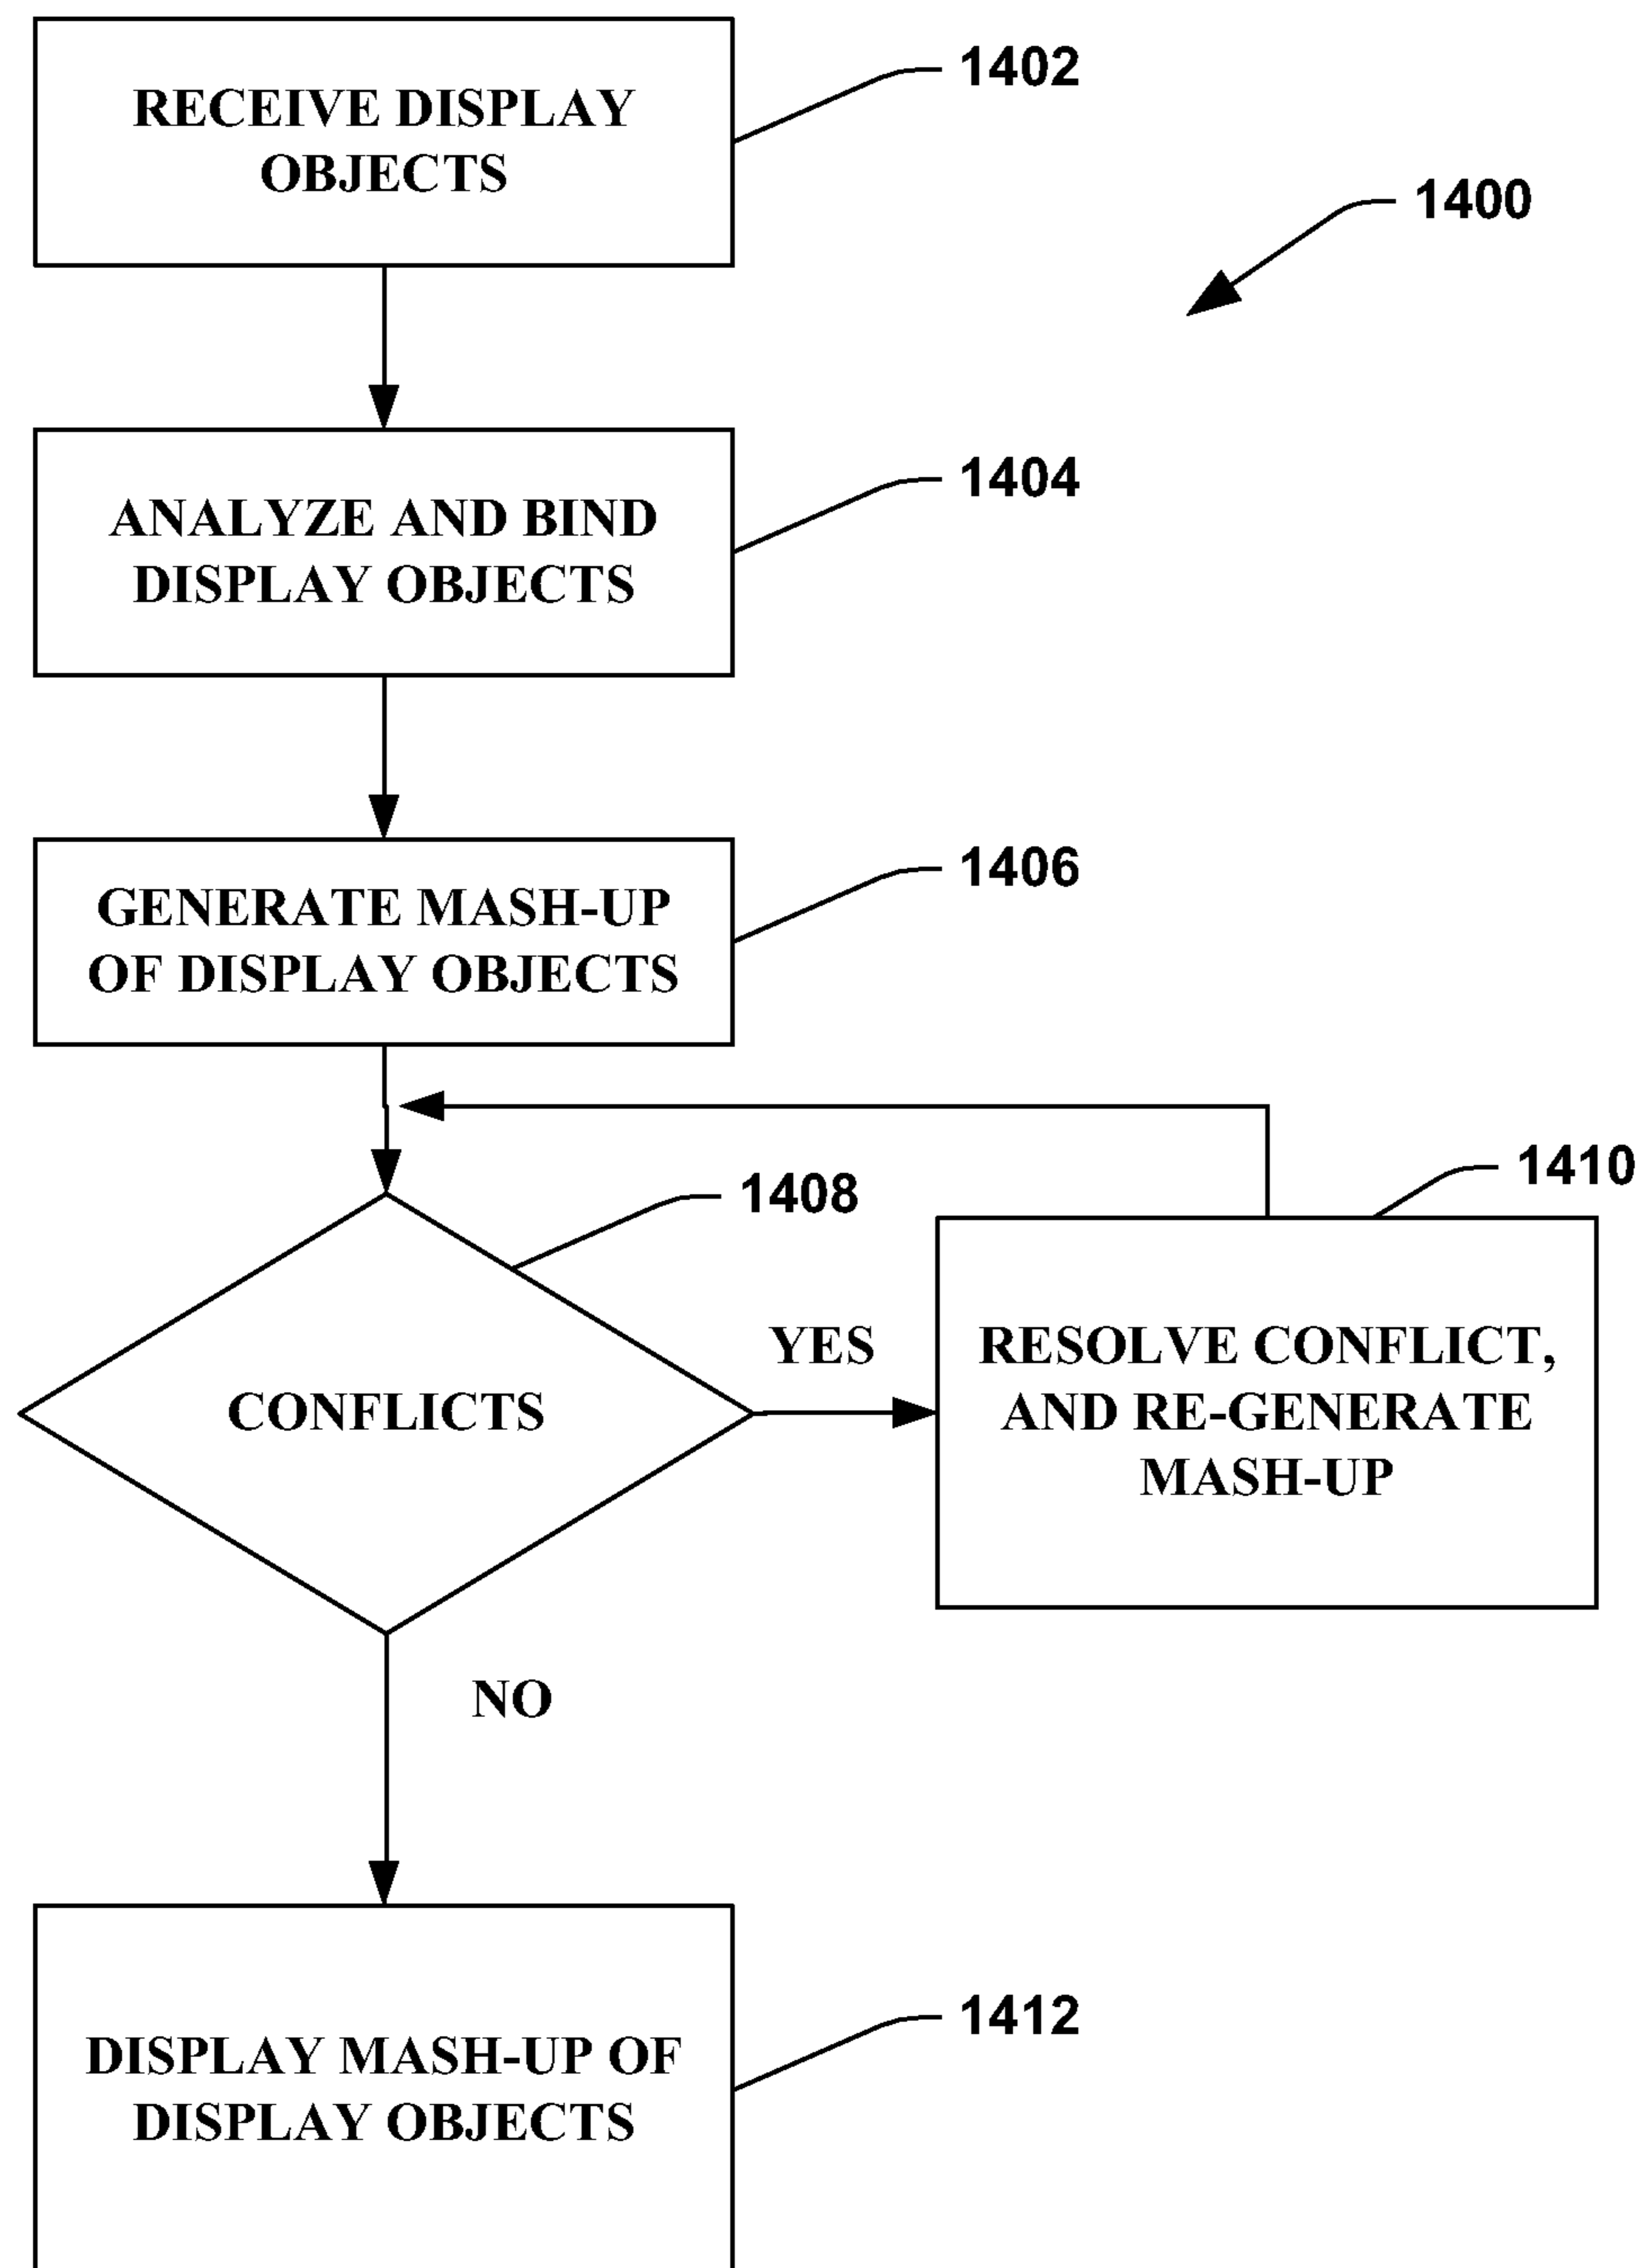 RECEIVE DISPLAY
OBJECTS
1402
1400
ANALYZE AND BIND
DISPLAY OBJECTS
1404
GENERATE MASH-UP
OF DISPLAY OBJECTS
1406
CONFLICTS
1408
YES
RESOLVE CONFLICT,
AND RE-GENERATE
MASH-UP
1410
NO
DISPLAY MASH-UP OF
DISPLAY OBJECTS
1412